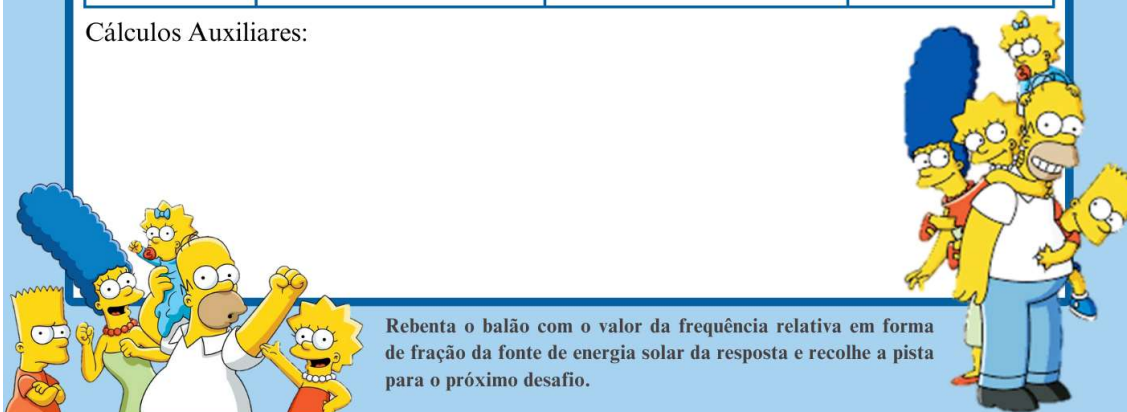 Cálculos Auxiliares:
Rebenta o balão com o valor da frequência relativa em forma
de fração da fonte de energia solar da resposta e recolhe a pista
para o próximo desafio.